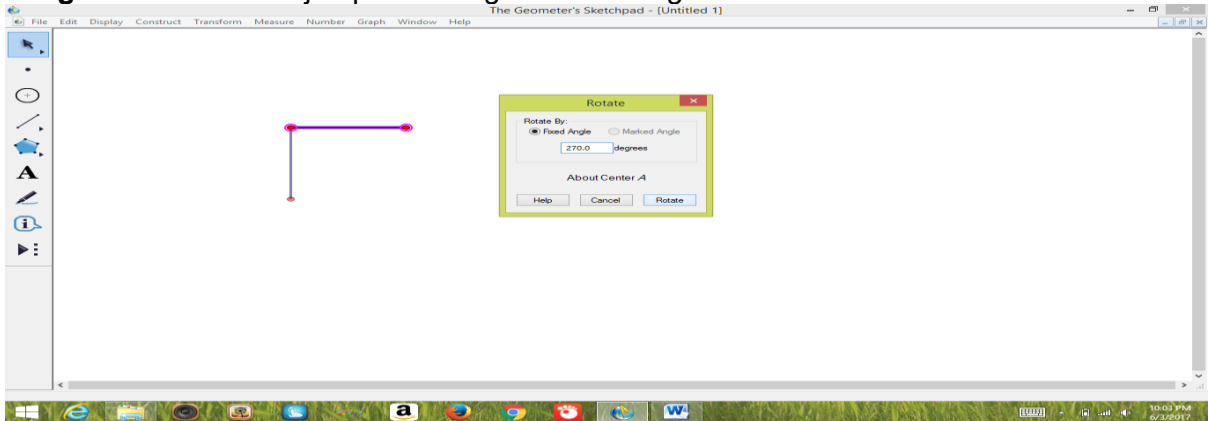 The Geometer's Sketchpad - [Untitled 1]
File Edit Display Construct Transform Measure Number Graph Window Help
Rotate
Rotate By:
Fixed Angle Marked Angle
270.0 degrees
About Center A
Help Cancel Rotate
A
i
a
W
10:03 PM
6/3/2017